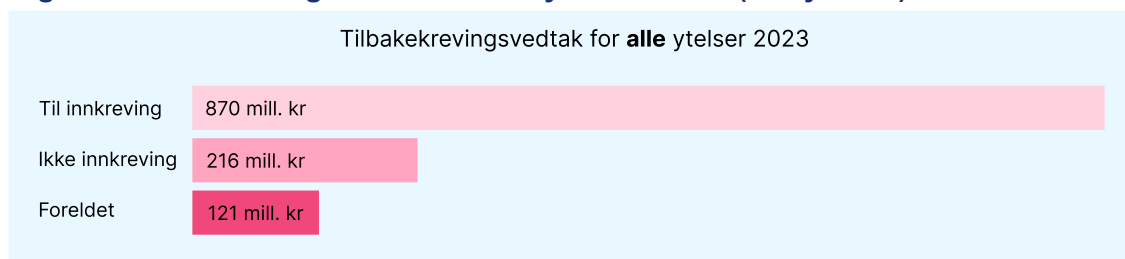 Tilbakekrevingsvedtak for alle ytelser 2023
Til innkreving 870 mill. kr
Ikke innkreving 216 mill. kr
Foreldet 121 mill. kr